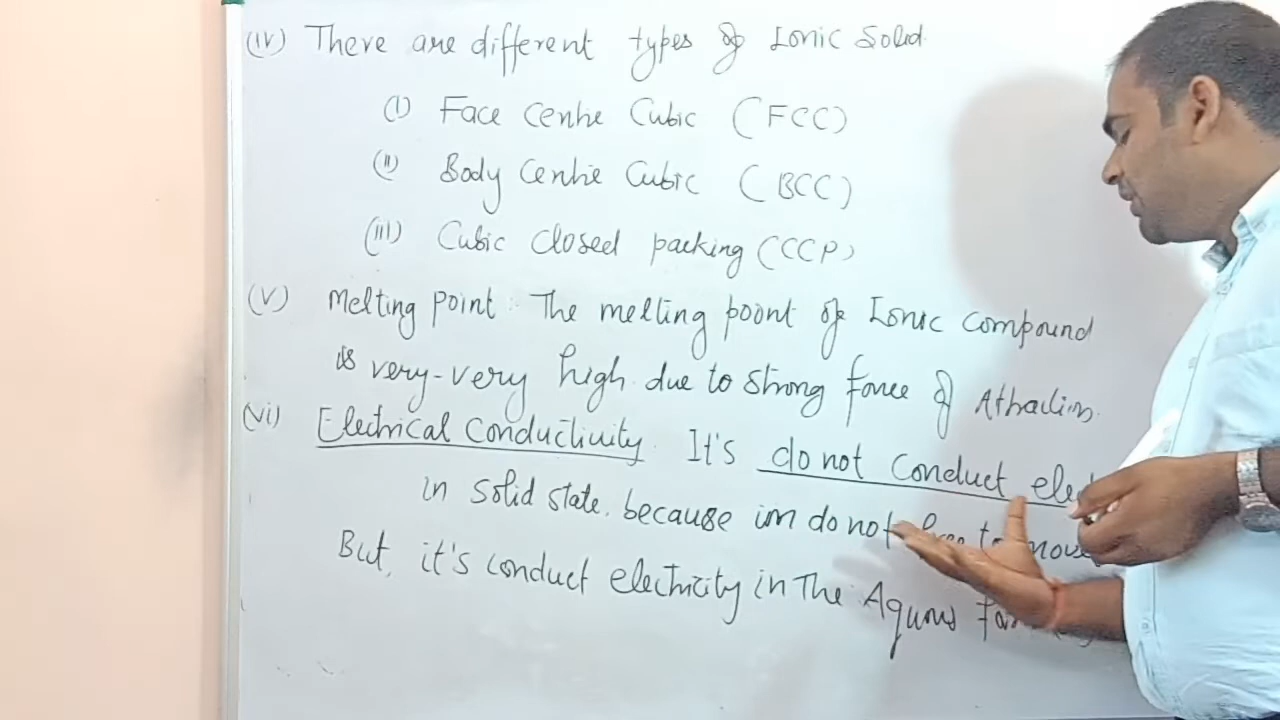 (iv) There are different types of Ionic Solid.
(i) Face Centre Cubic (FCC)
(ii) Body Centre Cubic (BCC)
(iii) Cubic Closed packing (CCP)
(v) Melting point : The melting point of Ionic Compound
is very-very high due to strong force of Attraction.
(vi) Electrical Conductivity. It's do not Conduct
in solid state. because ion do not to move
But, it's conduct electricity in The Aquous